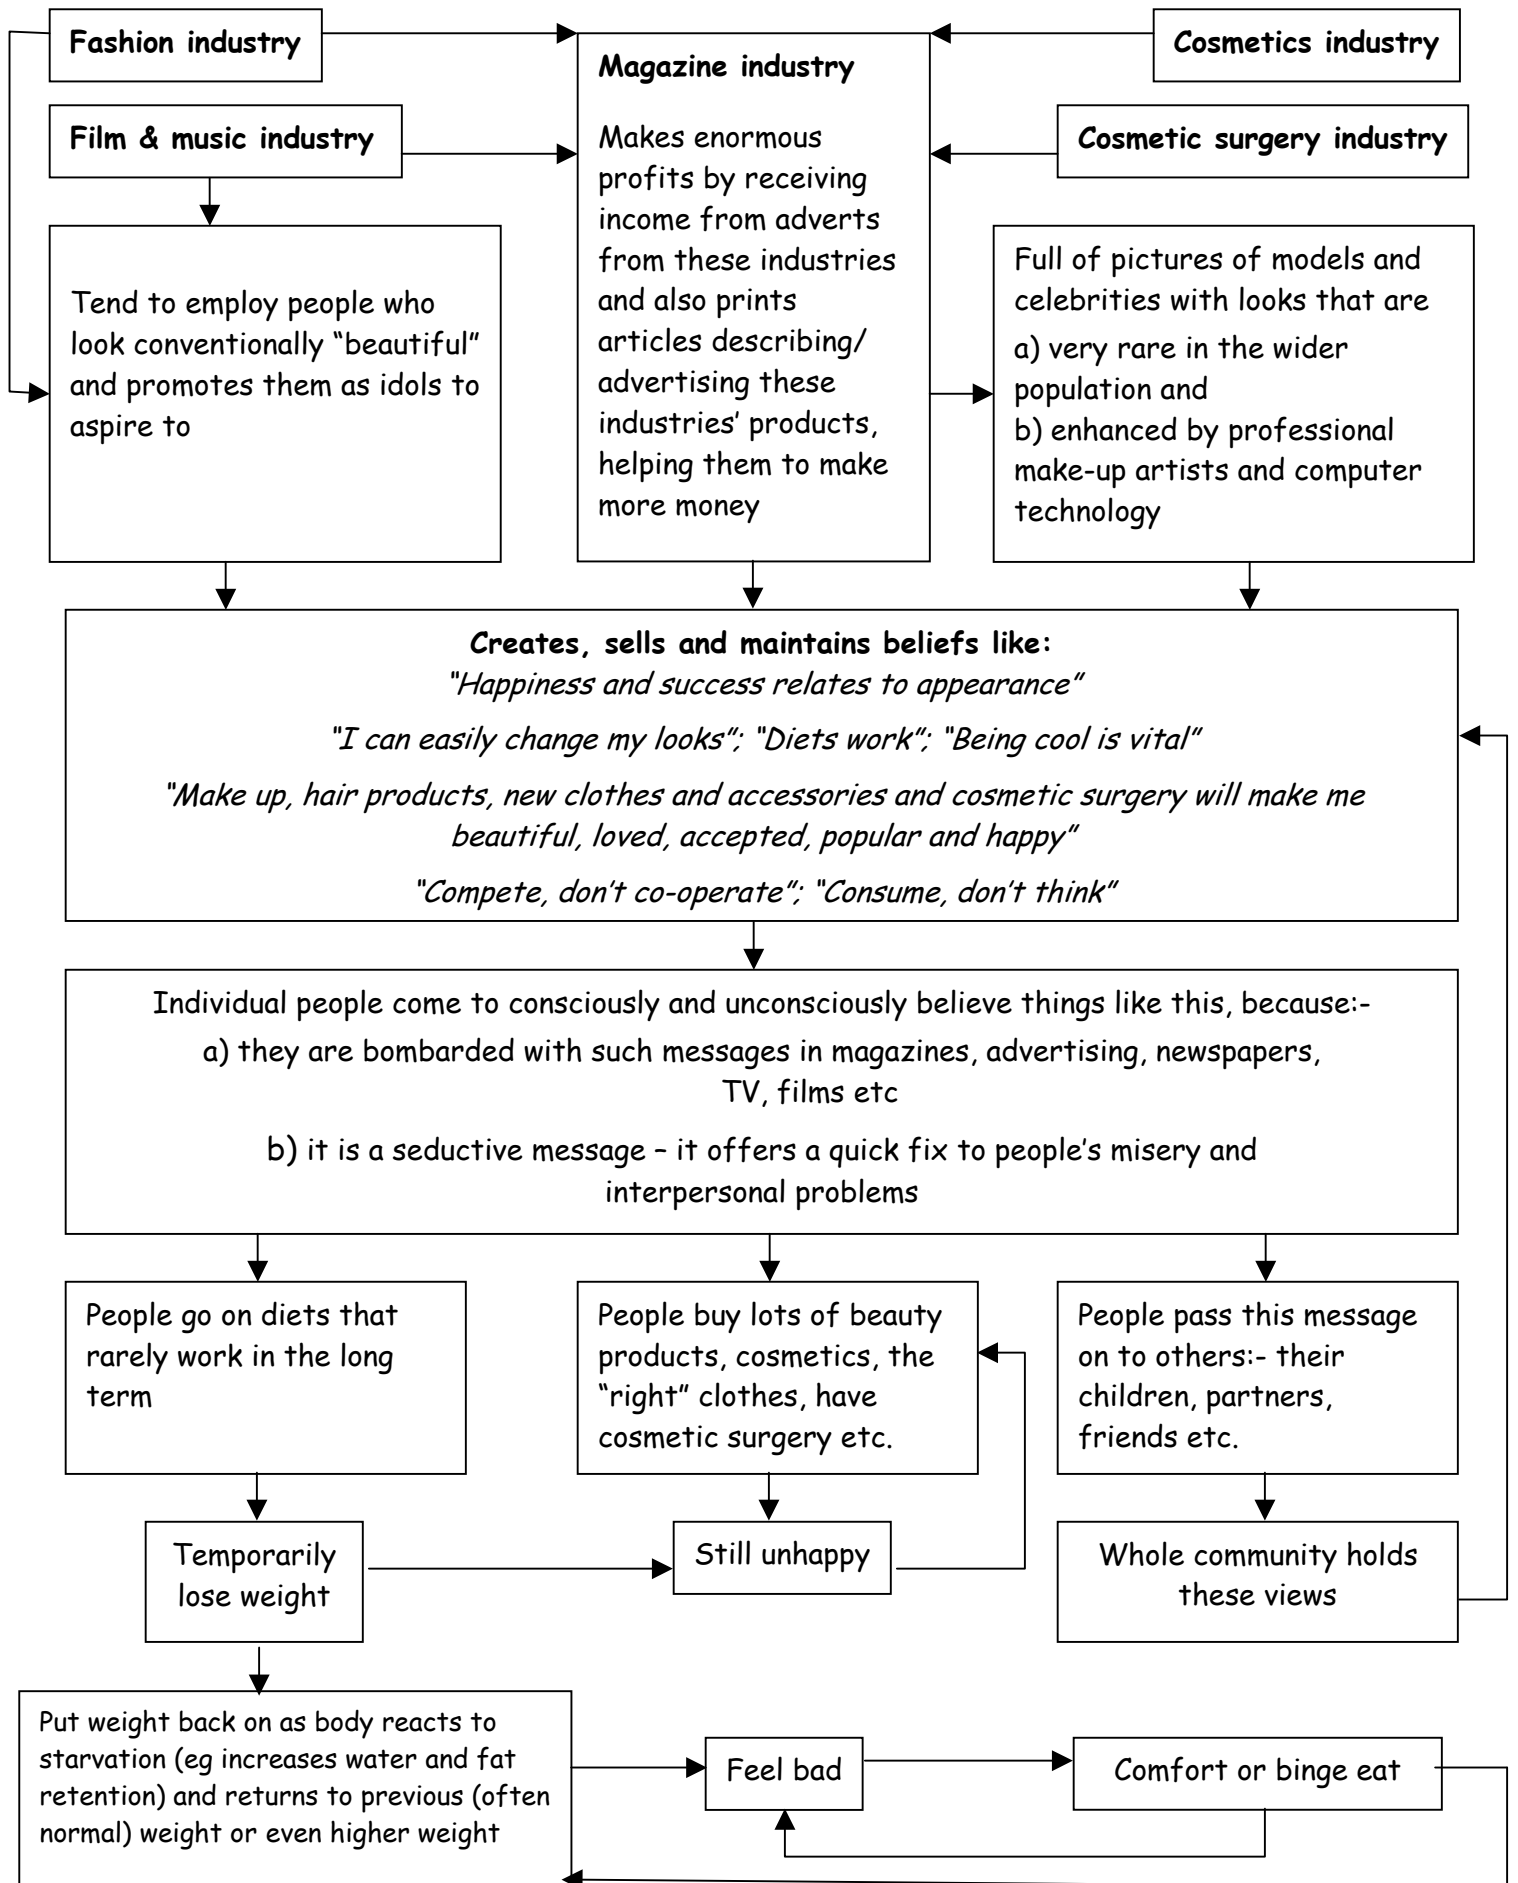 Fashion industry
Cosmetics industry
Magazine industry
Film & music industry
Cosmetic surgery industry
Makes enormous
profits by receiving
income from adverts
from these industries
and also prints
articles describing/
advertising these
industries’ products,
helping them to make
more money
Tend to employ people who
look conventionally “beautiful”
and promotes them as idols to
aspire to
Full of pictures of models and
celebrities with looks that are
a) very rare in the wider
population and
b) enhanced by professional
make-up artists and computer
technology
Creates, sells and maintains beliefs like:
“Happiness and success relates to appearance”
“I can easily change my looks”; “Diets work”; “Being cool is vital”
“Make up, hair products, new clothes and accessories and cosmetic surgery will make me
beautiful, loved, accepted, popular and happy”
“Compete, don’t co-operate”; “Consume, don’t think”
Individual people come to consciously and unconsciously believe things like this, because:-
a) they are bombarded with such messages in magazines, advertising, newspapers,
TV, films etc
b) it is a seductive message – it offers a quick fix to people’s misery and
interpersonal problems
People go on diets that
rarely work in the long
term
People buy lots of beauty
products, cosmetics, the
“right” clothes, have
cosmetic surgery etc.
People pass this message
on to others:- their
children, partners,
friends etc.
Temporarily
lose weight
Still unhappy
Whole community holds
these views
Put weight back on as body reacts to
starvation (eg increases water and fat
retention) and returns to previous (often
normal) weight or even higher weight
Feel bad
Comfort or binge eat